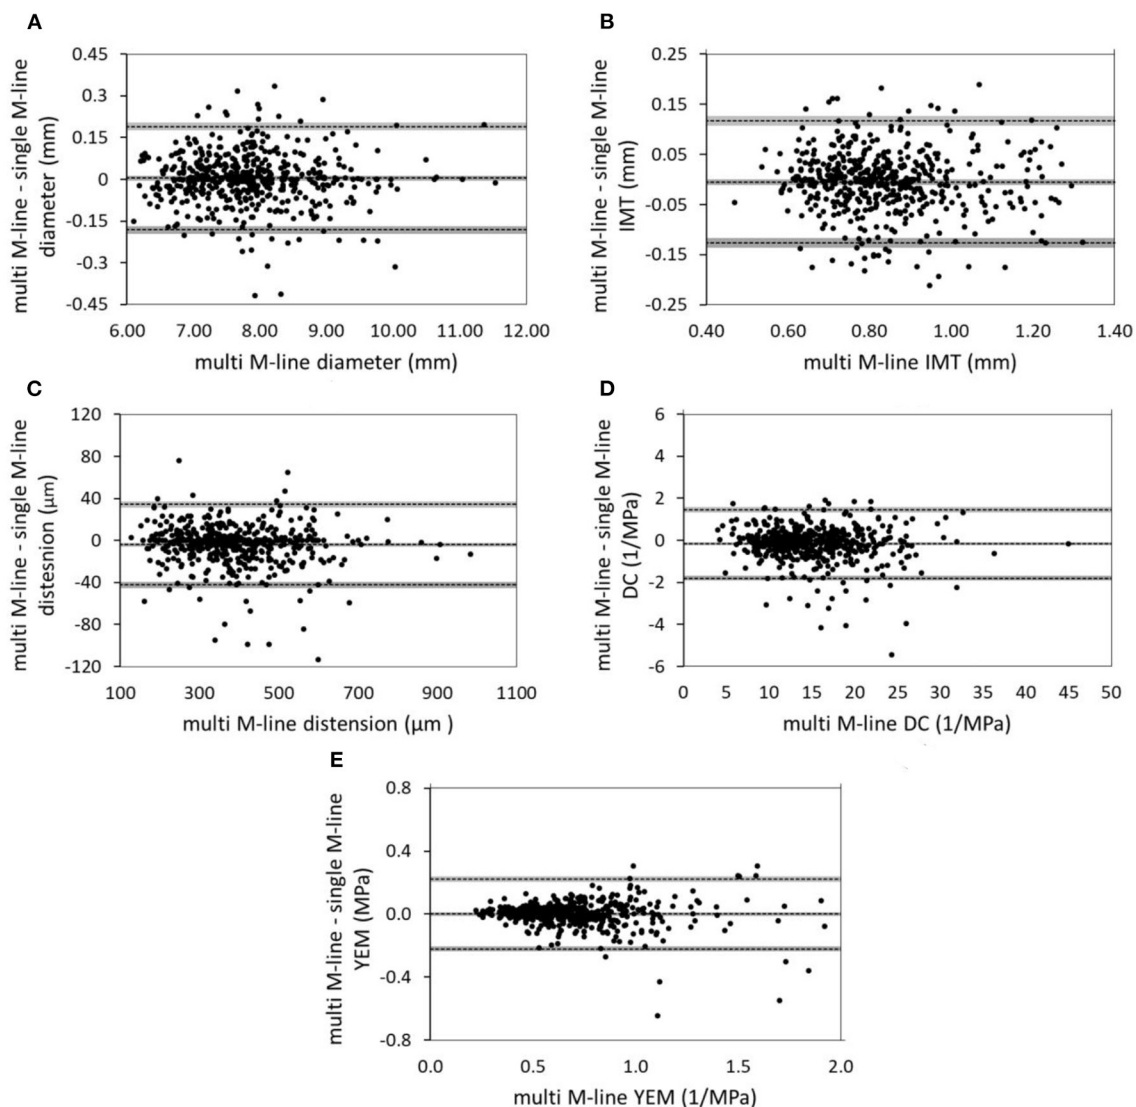 A
multi M-line - single M-line
diameter (mm)
0.45
0.3
0.15
0
-0.15
-0.3
-0.45
6.00 7.00 8.00 9.00 10.00 11.00 12.00
multi M-line diameter (mm)
B
multi M-line - single M-line
IMT (mm)
0.25
0.15
0.05
-0.05
-0.15
-0.25
0.40 0.60 0.80 1.00 1.20 1.40
multi M-line IMT (mm)
C
multi M-line - single M-line
distesnion (µm)
120
80
40
0
-40
-80
-120
100 300 500 700 900 1100
multi M-line distension (µm )
D
multi M-line - single M-line
DC (1/MPa)
6
4
2
0
-2
-4
-6
0 5 10 15 20 25 30 35 40 45 50
multi M-line DC (1/MPa)
E
multi M-line - single M-line
YEM (MPa)
0.8
0.4
0.0
-0.4
-0.8
0.0 0.5 1.0 1.5 2.0
multi M-line YEM (1/MPa)